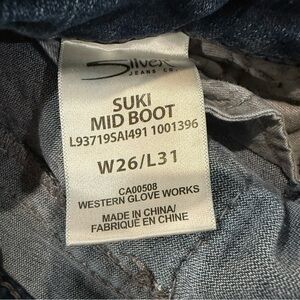 Silver
JEANS CO.
SUKI
MID BOOT
L93719SAI491 1001396
W26/L31
CA00508
WESTERN GLOVE WORKS
MADE IN CHINA/
FABRIQUÉ EN CHINE